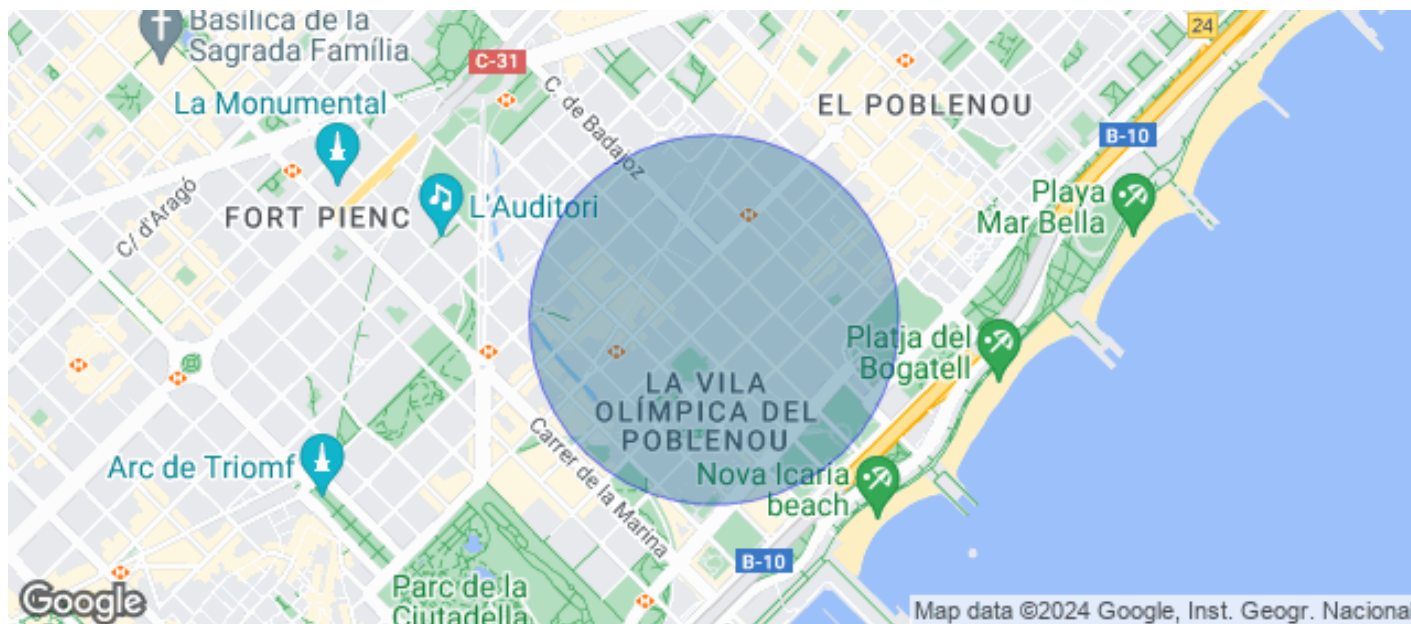 Basílica de la
Sagrada Família
24
C-31
La Monumental
C. de Badajoz
EL POBLENOU
B-10
C/ d'Aragó
FORT PIENC
L'Auditori
Playa
Mar Bella
Platja del
Bogatell
LA VILA
OLÍMPICA DEL
POBLENOU
Carrer de la Marina
Arc de Triomf
Nova Icaria
beach
B-10
Parc de la
Ciutadella
Google
Map data ©2024 Google, Inst. Geogr. Nacional